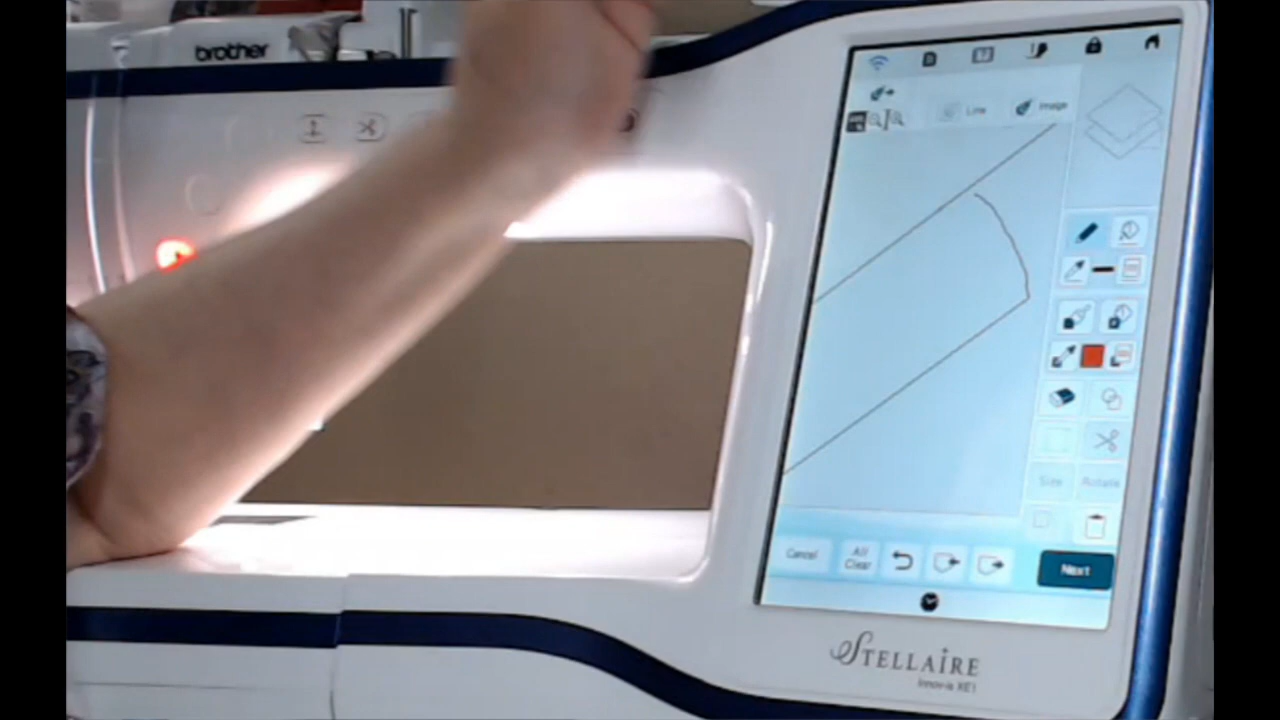 brother
Line
Image
Size
Rotate
Cancel
All
Clear
Next
STELLAIRE
Innov-is XE1